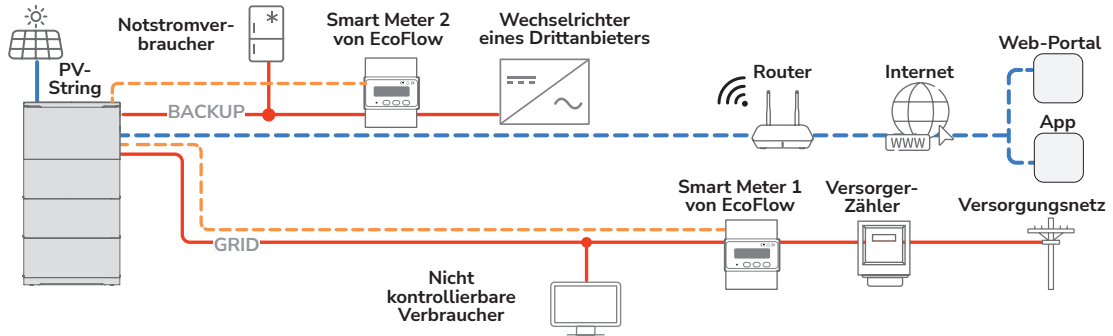 Notstromver-
braucher
Smart Meter 2
von EcoFlow
Wechselrichter
eines Drittanbieters
PV-
String
BACKUP
Router
Internet
WWW
Web-Portal
App
GRID
Smart Meter 1
von EcoFlow
Versorger-
Zähler
Versorgungsnetz
Nicht
kontrollierbare
Verbraucher